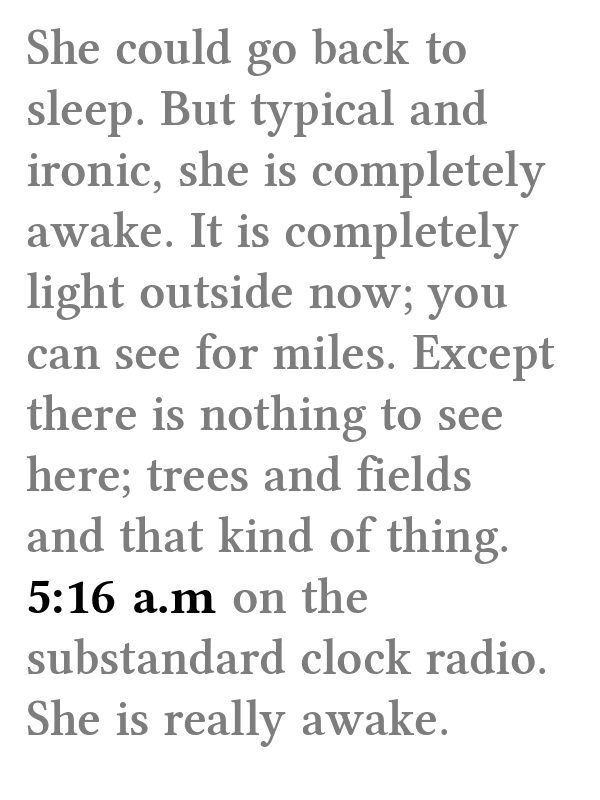 She could go back to
sleep. But typical and
ironic, she is completely
awake. It is completely
light outside now; you
can see for miles. Except
there is nothing to see
here; trees and fields
and that kind of thing.
5:16 a.m on the
substandard clock radio.
She is really awake.